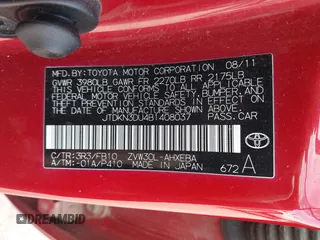 MFD. BY: TOYOTA MOTOR CORPORATION 08/11
GVWR 3980LB GAWR FR 2270LB RR 2175LB
THIS VEHICLE CONFORMS TO ALL APPLICABLE
FEDERAL MOTOR VEHICLE SAFETY, BUMPER, AND
THEFT PREVENTION STANDARDS IN EFFECT ON
THE DATE OF MANUFACTURE SHOWN ABOVE.
JTDKN3DU4B1408037 PASS.CAR
C/TR: 3R3/FB10 ZVW30L-AHXEBA
A/TM: -01A/P410 MADE IN JAPAN
672 A
AUTOBIDMASTER